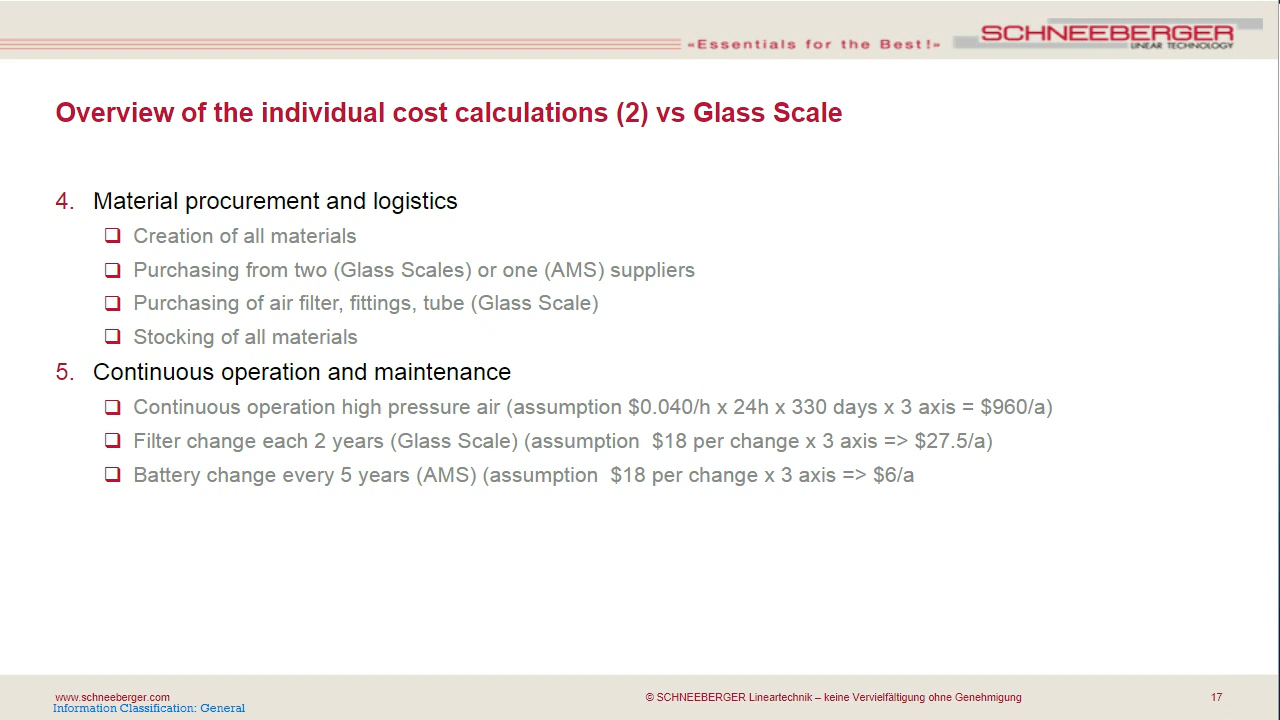 «Essentials for the Best!»
SCHNEEBERGER
LINEAR TECHNOLOGY
Overview of the individual cost calculations (2) vs Glass Scale
4. Material procurement and logistics
Creation of all materials
Purchasing from two (Glass Scales) or one (AMS) suppliers
Purchasing of air filter, fittings, tube (Glass Scale)
Stocking of all materials
5. Continuous operation and maintenance
Continuous operation high pressure air (assumption $0.040/h x 24h x 330 days x 3 axis = $960/a)
Filter change each 2 years (Glass Scale) (assumption $18 per change x 3 axis => $27.5/a)
Battery change every 5 years (AMS) (assumption $18 per change x 3 axis => $6/a
www.schneeberger.com
© SCHNEEBERGER Lineartechnik – keine Vervielfältigung ohne Genehmigung
17
Information Classification: General